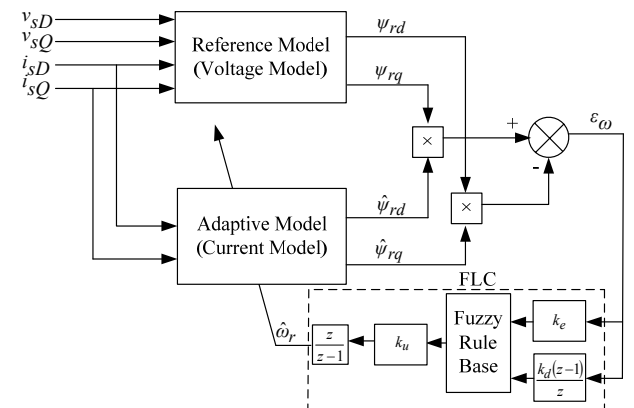 v_sD
v_sQ
i_sD
i_sQ
Reference Model
(Voltage Model)
ψ_rd
ψ_rq
×
+
-
ε_ω
×
Adaptive Model
(Current Model)
ψ̂_rd
ψ̂_rq
FLC
ω̂_r
z
z−1
k_u
Fuzzy
Rule
Base
k_e
k_d(z−1)
z